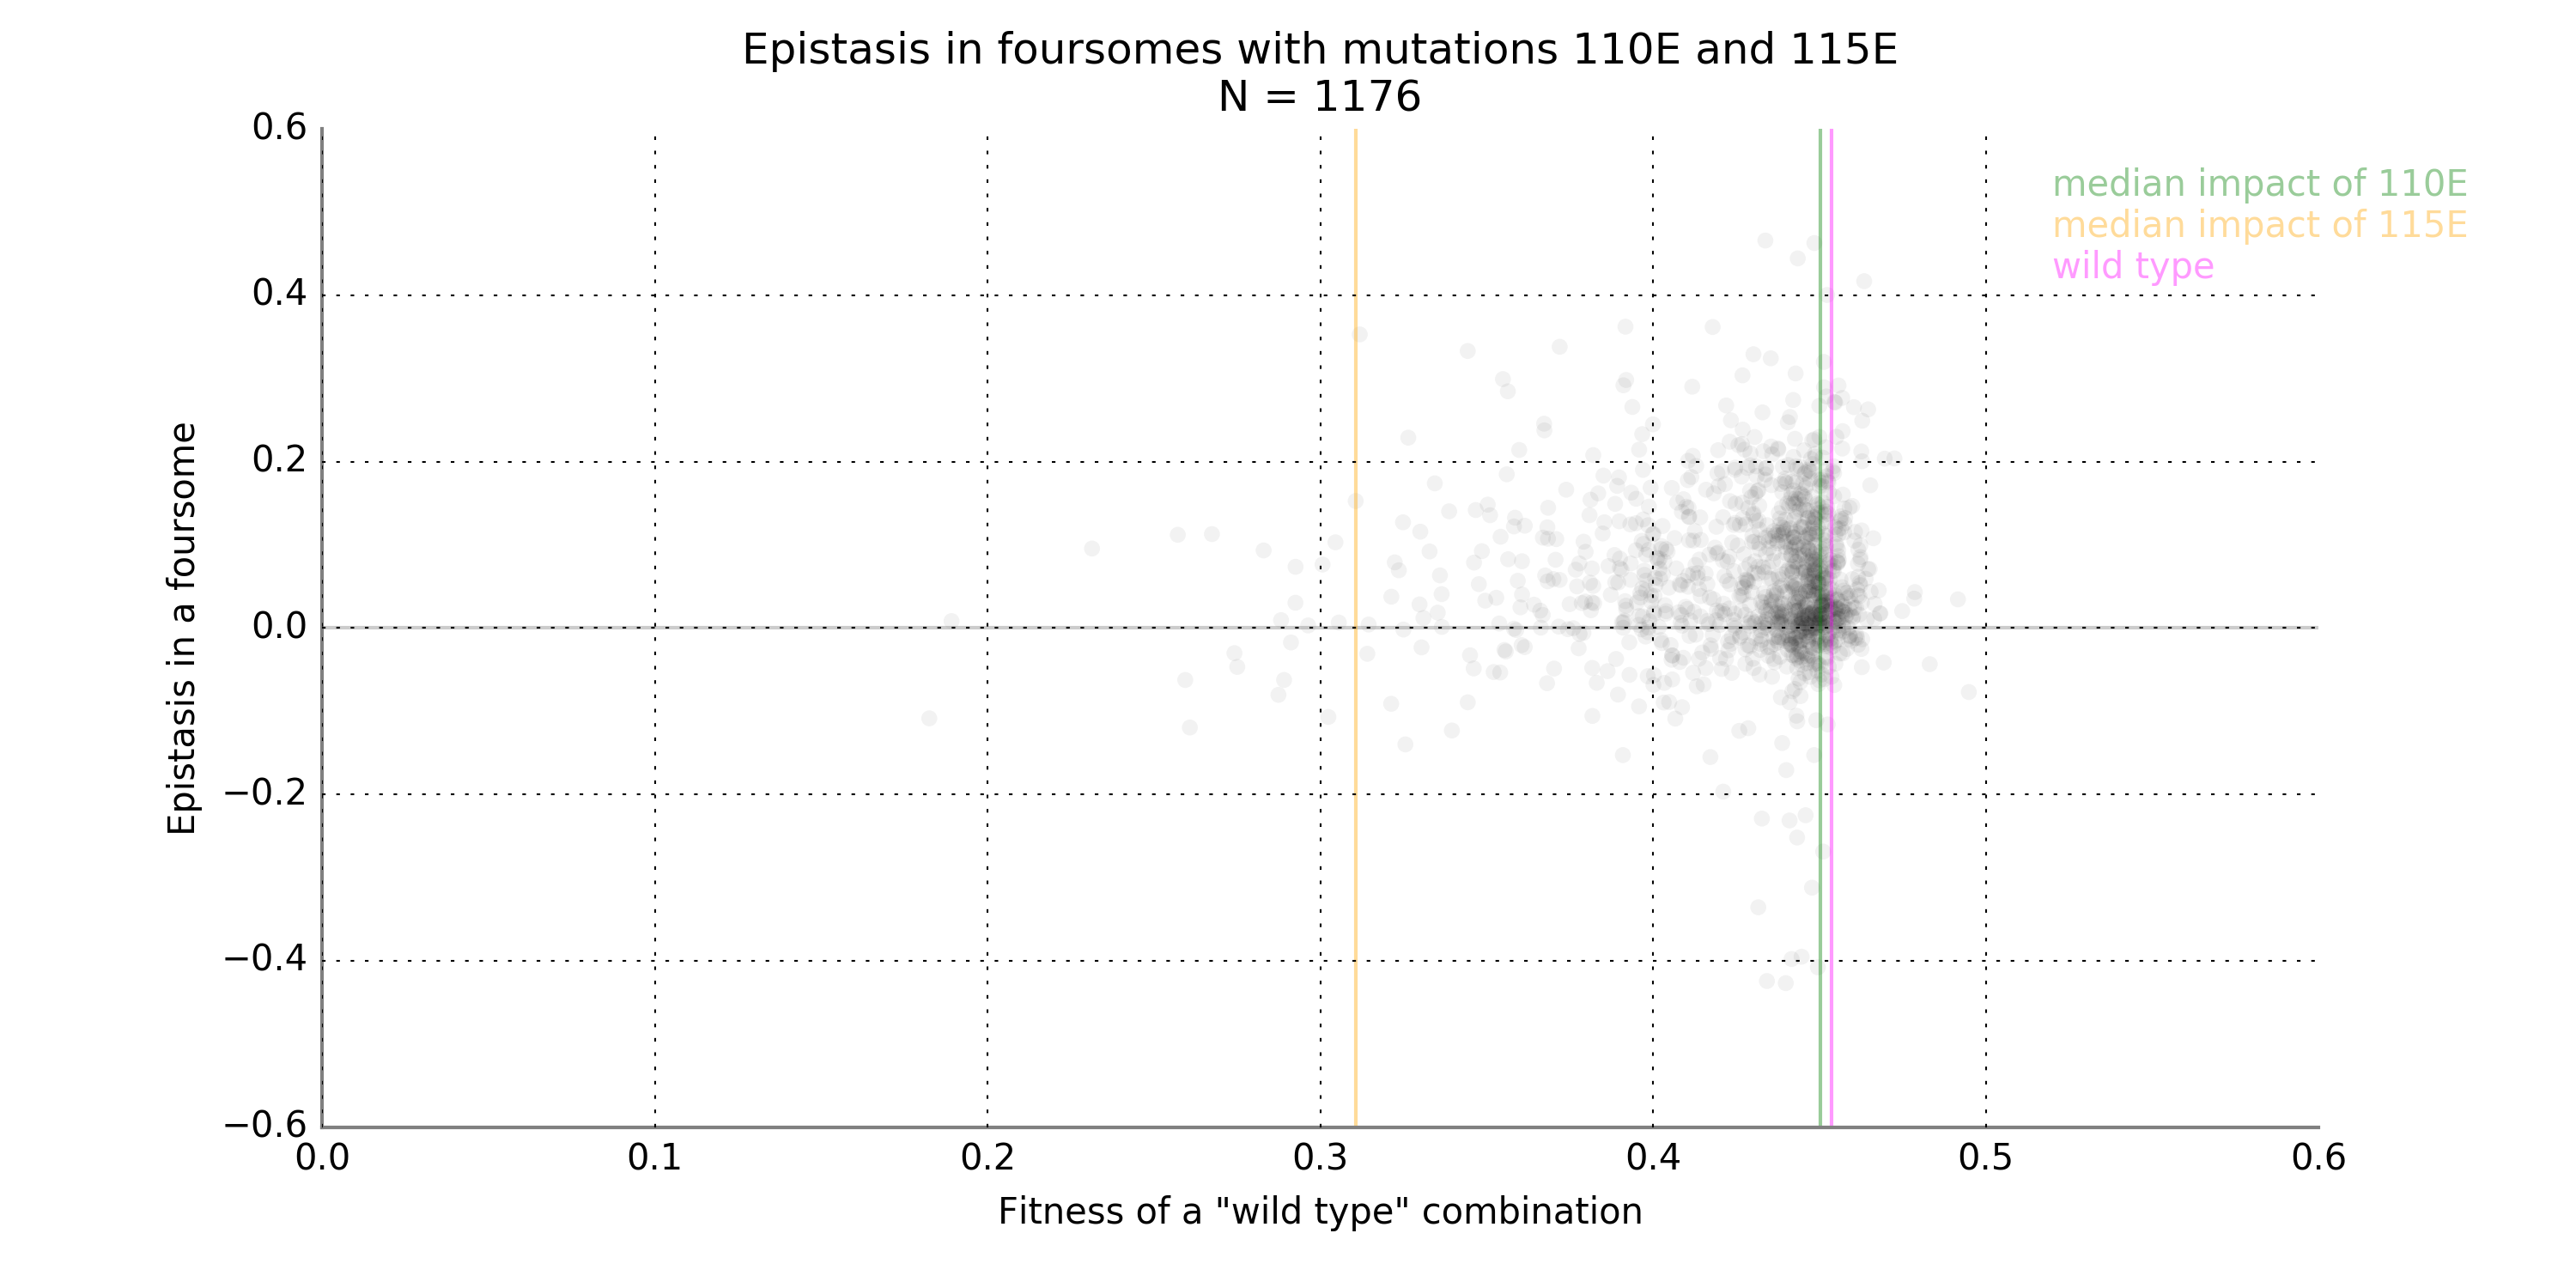 Epistasis in foursomes with mutations 110E and 115E
N = 1176
0.6
0.4
0.2
0.0
−0.2
−0.4
−0.6
Epistasis in a foursome
median impact of 110E
median impact of 115E
wild type
0.0 0.1 0.2 0.3 0.4 0.5 0.6
Fitness of a "wild type" combination